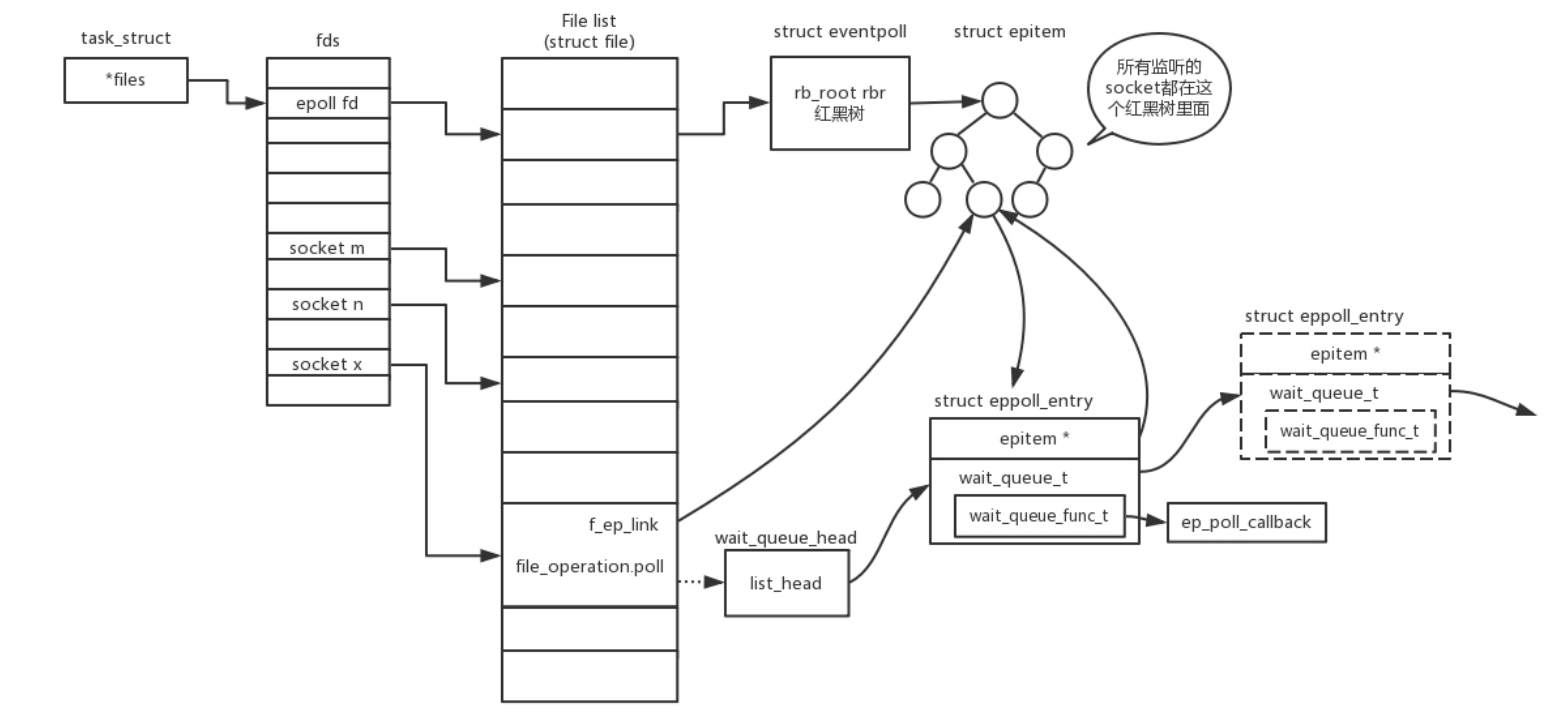 task_struct
*files
fds
epoll fd
socket m
socket n
socket x
File list
(struct file)
f_ep_link
file_operation.poll
struct eventpoll
rb_root rbr
红黑树
struct epitem
所有监听的
socket都在这
个红黑树里面
wait_queue_head
list_head
struct eppoll_entry
epitem *
wait_queue_t
wait_queue_func_t
ep_poll_callback
struct eppoll_entry
epitem *
wait_queue_t
wait_queue_func_t